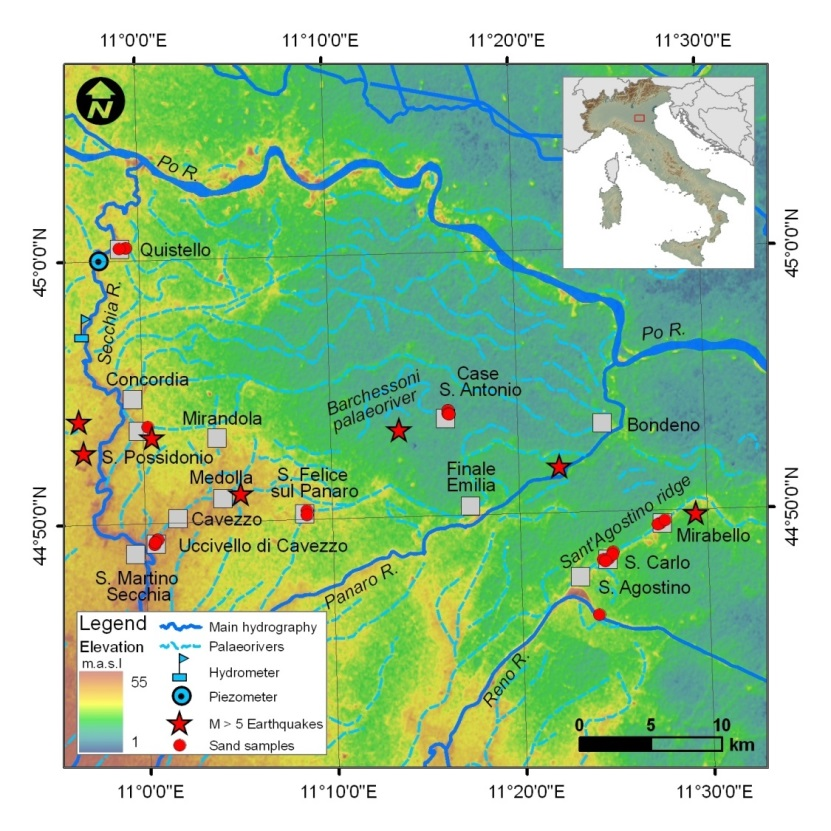 11°0'0"E 11°10'0"E 11°20'0"E 11°30'0"E
N
Po R.
45°0'0"N
Quistello
45°0'0"N
Secchia R.
Po R.
Concordia
Case
S. Antonio
Barchessoni
palaeoriver
Mirandola
Bondeno
S. Possidonio
Medolla
S. Felice
sul Panaro
Finale
Emilia
44°50'0"N
Cavezzo
Sant'Agostino ridge
44°50'0"N
Mirabello
Uccivello di Cavezzo
S. Carlo
S. Martino
Secchia
Panaro R.
S. Agostino
Reno R.
Legend
Elevation
m.a.s.l
55
1
Main hydrography
Palaeorivers
Hydrometer
Piezometer
M > 5 Earthquakes
Sand samples
0 5 10
km
11°0'0"E 11°10'0"E 11°20'0"E 11°30'0"E